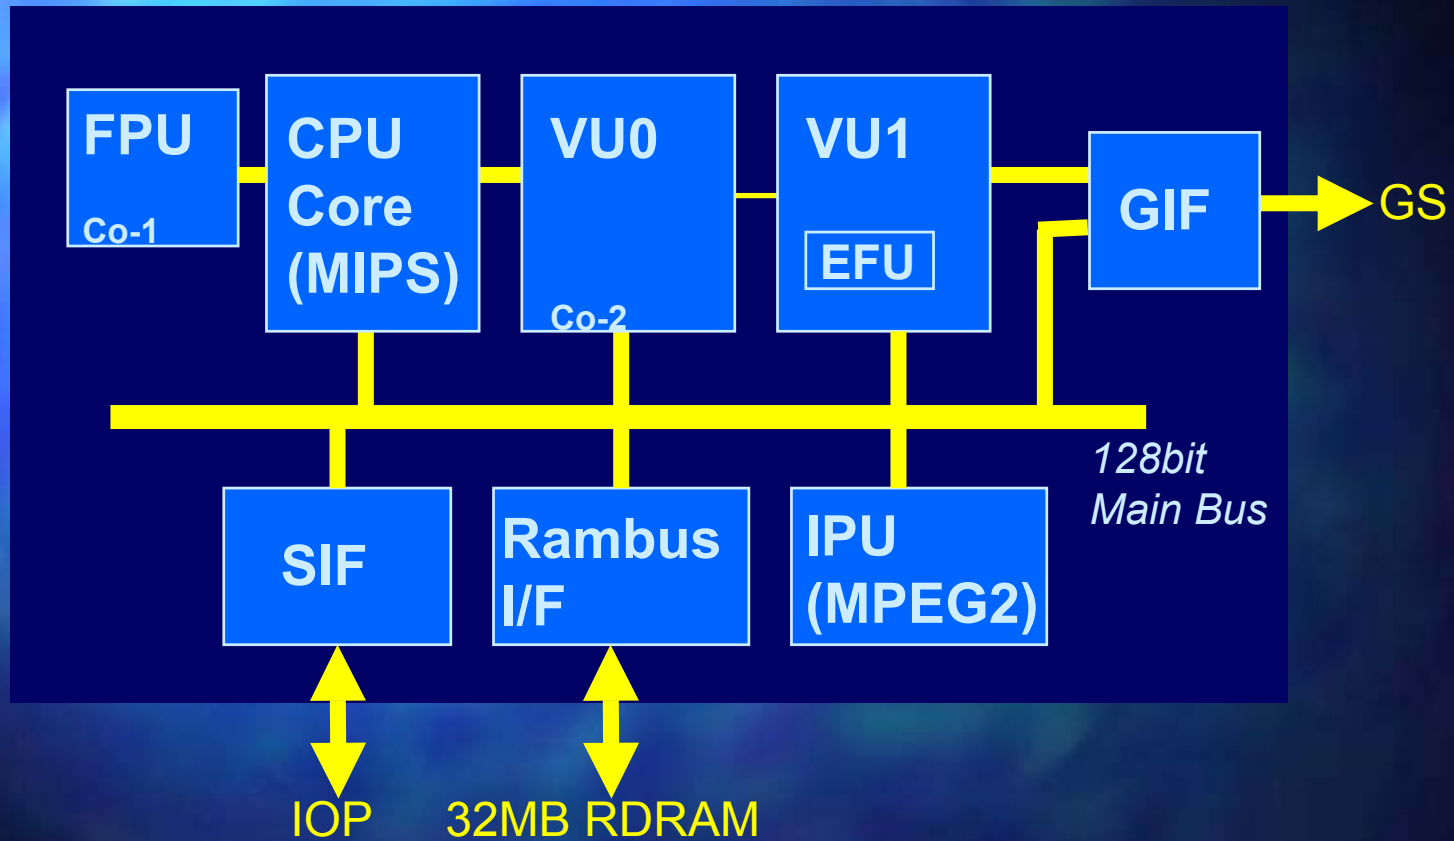 FPU
Co-1
CPU
Core
(MIPS)
VU0
Co-2
VU1
EFU
GIF
GS
128bit
Main Bus
SIF
Rambus
I/F
IPU
(MPEG2)
IOP
32MB RDRAM